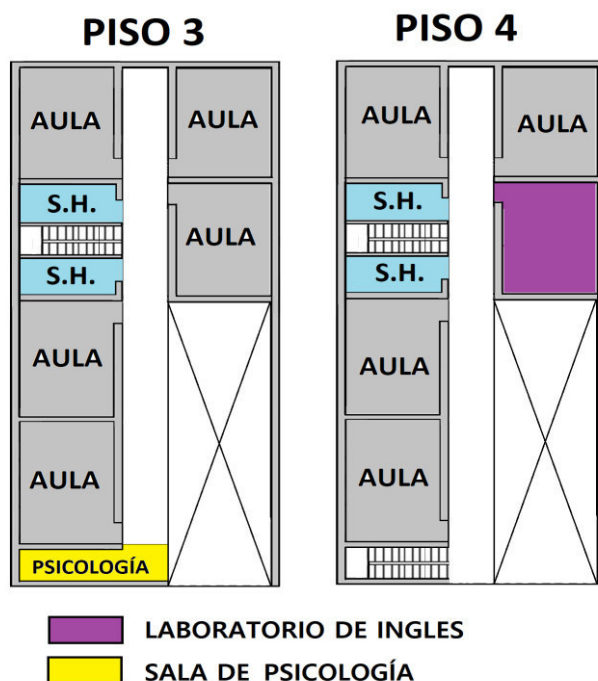 PISO 3
AULA
AULA
S.H.
AULA
S.H.
AULA
AULA
PSICOLOGÍA
PISO 4
AULA
AULA
S.H.
S.H.
AULA
AULA
LABORATORIO DE INGLES
SALA DE PSICOLOGÍA